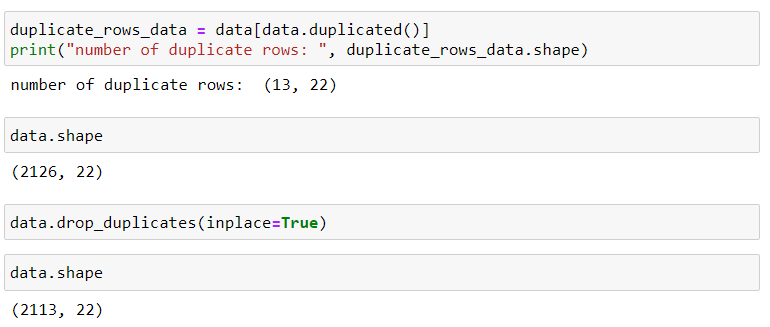 duplicate_rows_data = data[data.duplicated()]
print("number of duplicate rows: ", duplicate_rows_data.shape)
number of duplicate rows:  (13, 22)
data.shape
(2126, 22)
data.drop_duplicates(inplace=True)
data.shape
(2113, 22)